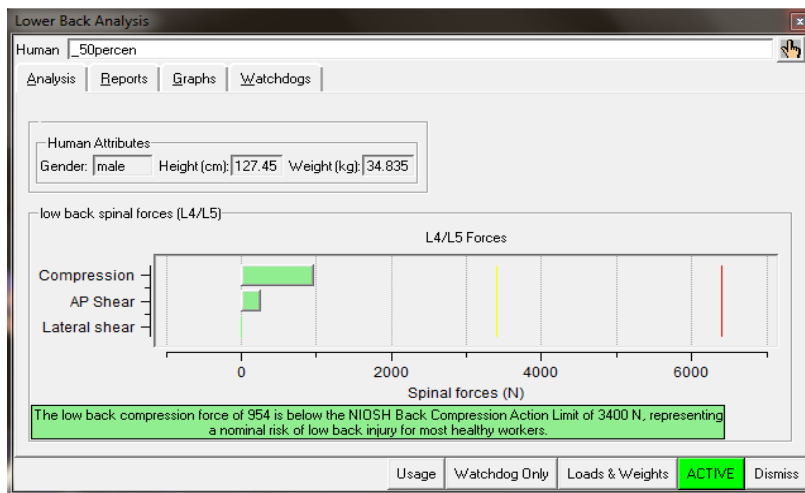 Lower Back Analysis
Human _50percen
Analysis Reports Graphs Watchdogs
Human Attributes
Gender: male Height (cm): 127.45 Weight (kg): 34.835
low back spinal forces (L4/L5)
L4/L5 Forces
Compression
AP Shear
Lateral shear
0 2000 4000 6000
Spinal forces (N)
The low back compression force of 954 is below the NIOSH Back Compression Action Limit of 3400 N, representing
a nominal risk of low back injury for most healthy workers.
Usage Watchdog Only Loads & Weights ACTIVE Dismiss